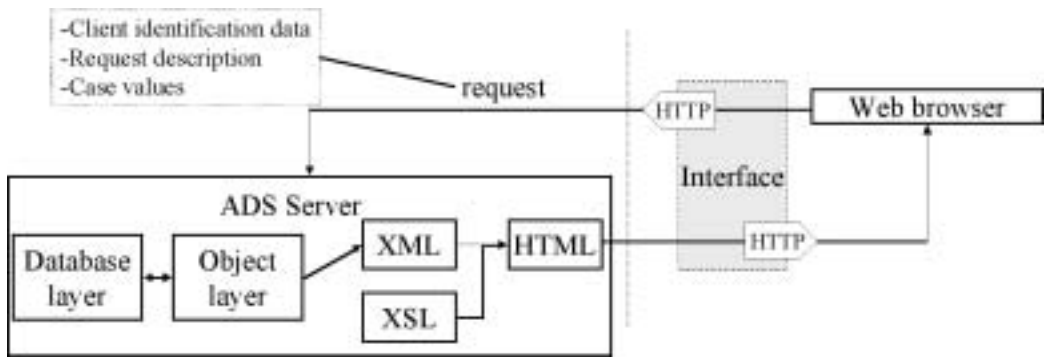 -Client identification data
-Request description
-Case values
request
HTTP
Web browser
Interface
ADS Server
XML
HTML
HTTP
Database
layer
Object
layer
XSL